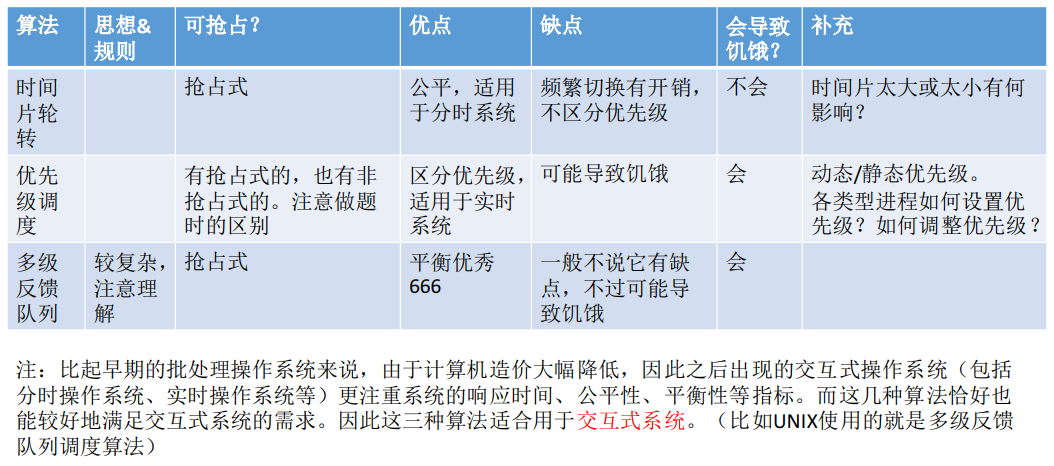 算法 思想& 可抢占？ 优点 缺点 会导致 补充
规则 饥饿？
时间 抢占式 公平，适用 频繁切换有开销， 不会 时间片太大或太小有何
片轮 于分时系统 不区分优先级 影响？
转
优先 有抢占式的，也有非 区分优先级， 可能导致饥饿 会 动态/静态优先级。
级调 抢占式的。注意做题 适用于实时 各类型进程如何设置优
度 时的区别 系统 先级？如何调整优先级？
多级 较复杂， 抢占式 平衡优秀 一般不说它有缺 会
反馈 注意理 666 点，不过可能导
队列 解 致饥饿
注：比起早期的批处理操作系统来说，由于计算机造价大幅降低，因此之后出现的交互式操作系统（包括
分时操作系统、实时操作系统等）更注重系统的响应时间、公平性、平衡性等指标。而这几种算法恰好也
能较好地满足交互式系统的需求。因此这三种算法适合用于交互式系统。（比如UNIX使用的就是多级反馈
队列调度算法）